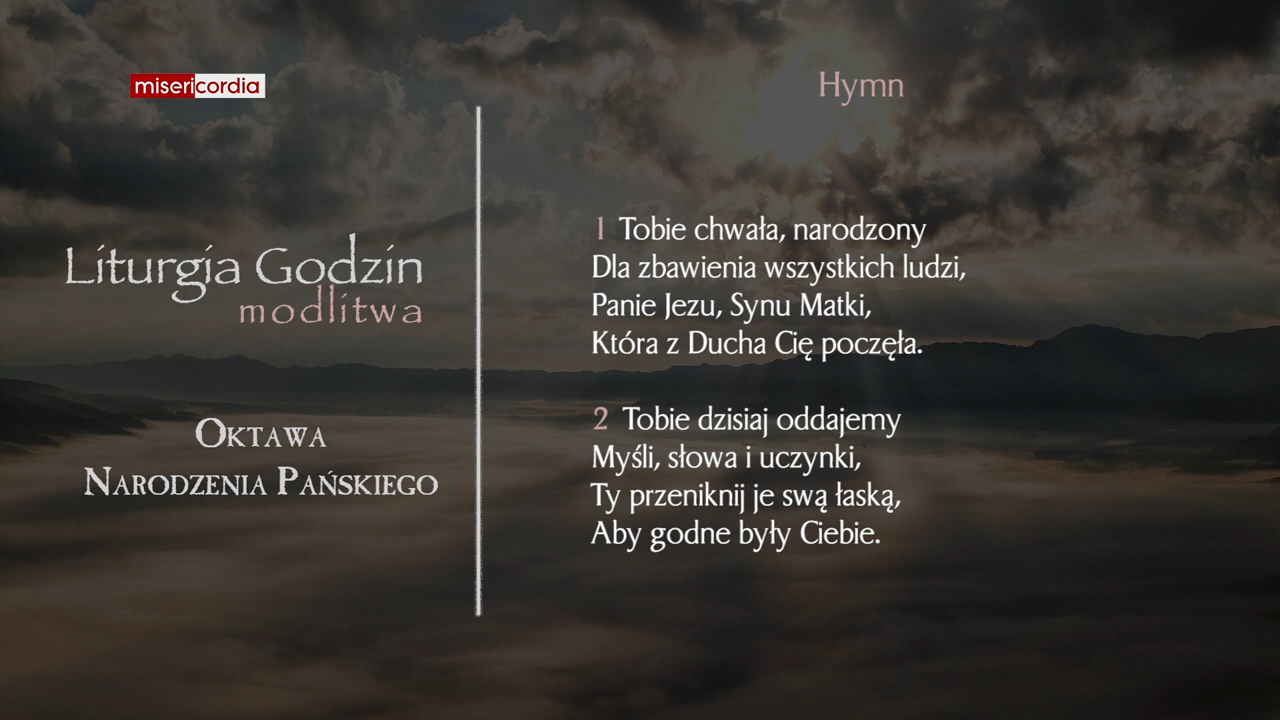 misericordia
Liturgia Godzin
modlitwa
Oktawa
Narodzenia Pańskiego
Hymn
1 Tobie chwała, narodzony
Dla zbawienia wszystkich ludzi,
Panie Jezu, Synu Matki,
Która z Ducha Cię poczęła.
2 Tobie dzisiaj oddajemy
Myśli, słowa i uczynki,
Ty przeniknij je swą łaską,
Aby godne były Ciebie.